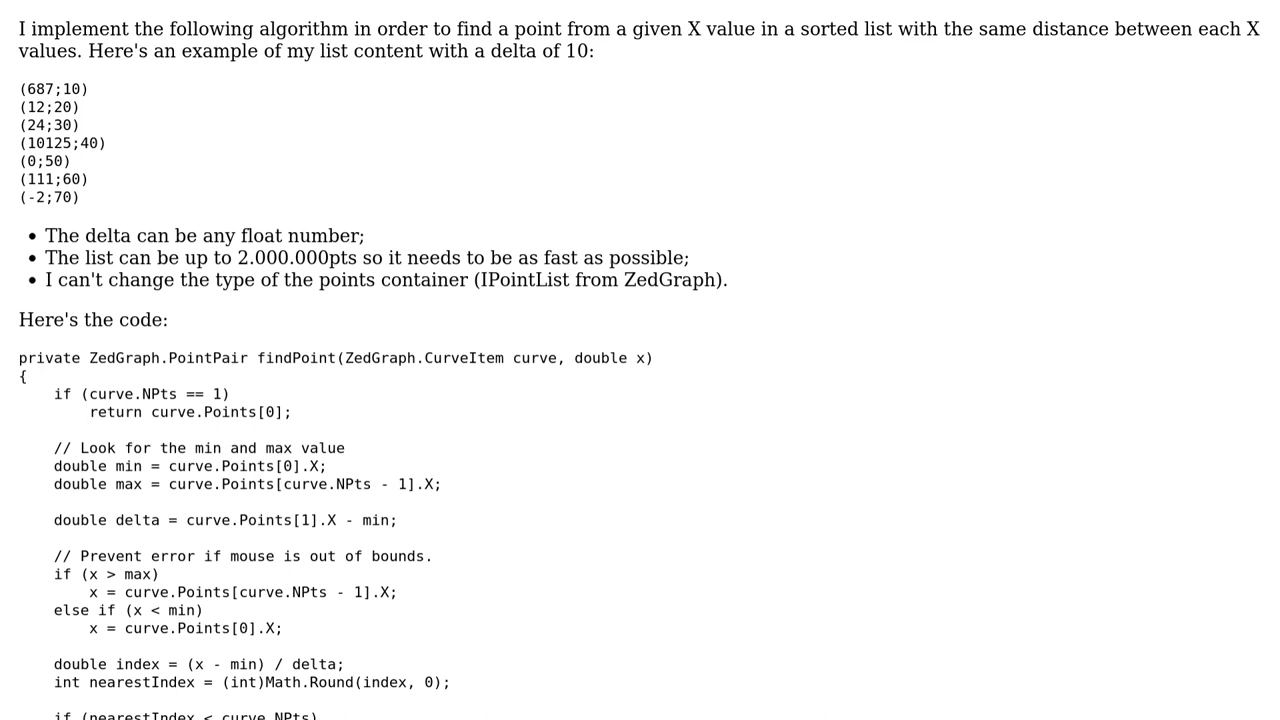 I implement the following algorithm in order to find a point from a given X value in a sorted list with the same distance between each X
values. Here's an example of my list content with a delta of 10:
(687;10)
(12;20)
(24;30)
(10125;40)
(0;50)
(111;60)
(-2;70)
• The delta can be any float number;
• The list can be up to 2.000.000pts so it needs to be as fast as possible;
• I can't change the type of the points container (IPointList from ZedGraph).
Here's the code:
private ZedGraph.PointPair findPoint(ZedGraph.CurveItem curve, double x)
{
    if (curve.NPts == 1)
        return curve.Points[0];
    // Look for the min and max value
    double min = curve.Points[0].X;
    double max = curve.Points[curve.NPts - 1].X;
    double delta = curve.Points[1].X - min;
    // Prevent error if mouse is out of bounds.
    if (x > max)
        x = curve.Points[curve.NPts - 1].X;
    else if (x < min)
        x = curve.Points[0].X;
    double index = (x - min) / delta;
    int nearestIndex = (int)Math.Round(index, 0);
    if (nearestIndex < curve.NPts)